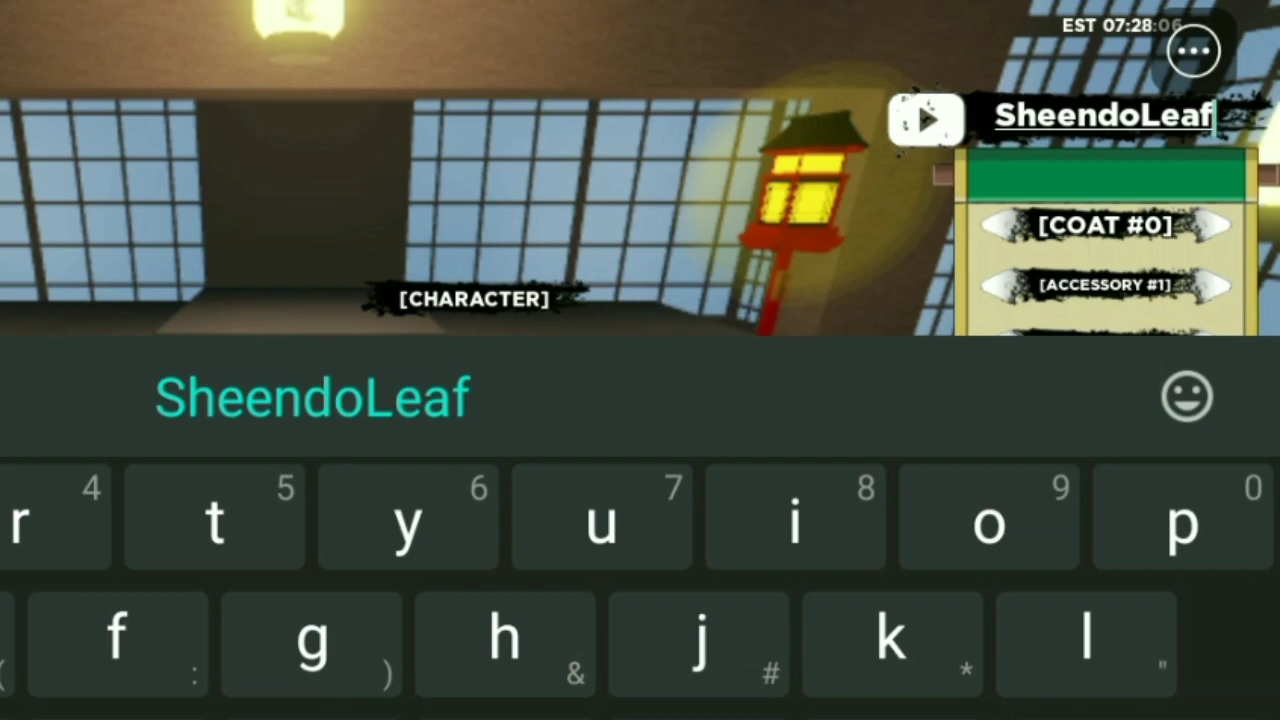 EST 07:28:06
SheendoLeaf
[COAT #0]
[ACCESSORY #1]
[CHARACTER]
SheendoLeaf
r 4 t 5 y 6 u 7 i 8 o 9 p 0
( f : g ) h & j # k * l "